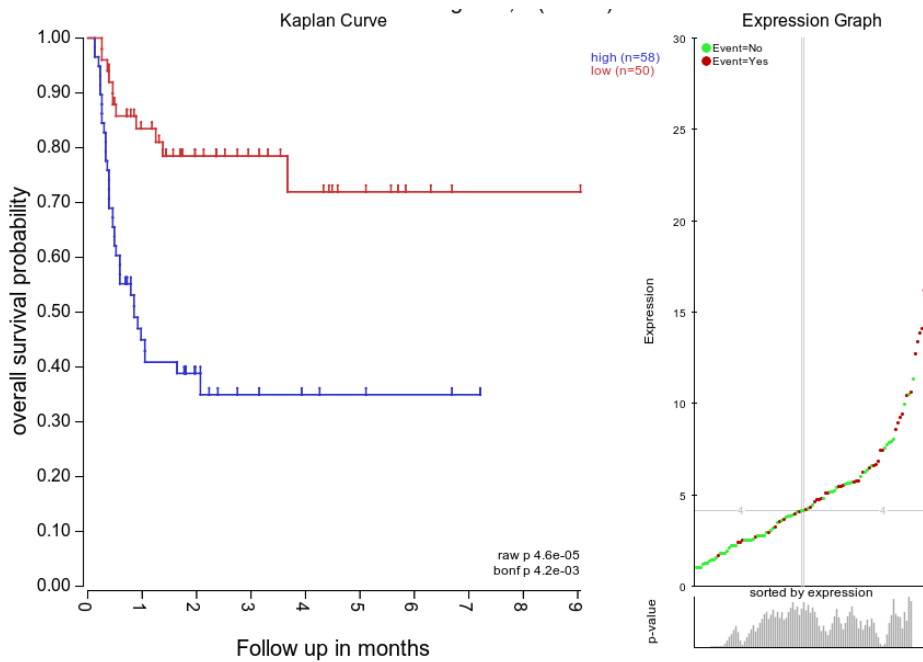 Kaplan Curve
high (n=58)
low (n=50)
overall survival probability
1.00
0.90
0.80
0.70
0.60
0.50
0.40
0.30
0.20
0.10
0.00
raw p 4.6e-05
bonf p 4.2e-03
0 1 2 3 4 5 6 7 8 9
Follow up in months
Expression Graph
Event=No
Event=Yes
Expression
30
25
20
15
10
5
0
4 4
sorted by expression
p-value